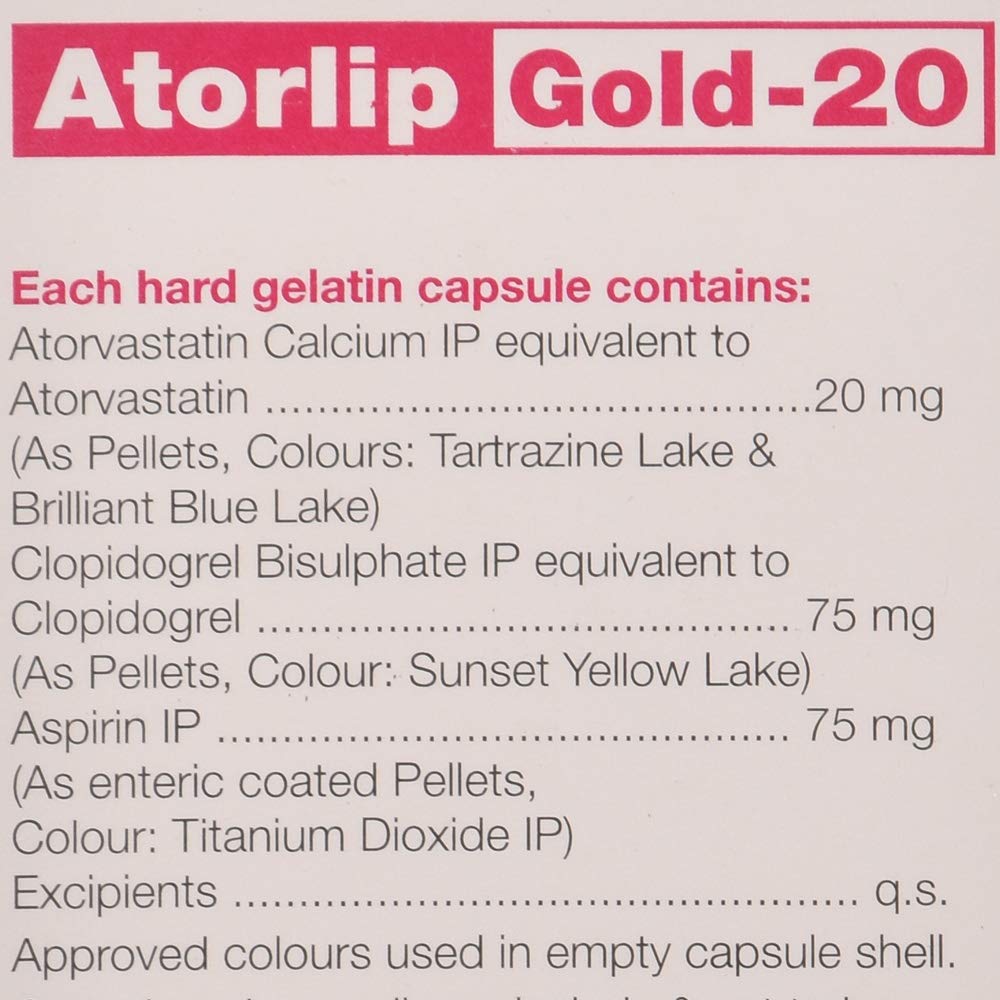 Atorlip Gold-20
Each hard gelatin capsule contains:
Atorvastatin Calcium IP equivalent to
Atorvastatin ..........................................20 mg
(As Pellets, Colours: Tartrazine Lake &
Brilliant Blue Lake)
Clopidogrel Bisulphate IP equivalent to
Clopidogrel ......................................... 75 mg
(As Pellets, Colour: Sunset Yellow Lake)
Aspirin IP ............................................ 75 mg
(As enteric coated Pellets,
Colour: Titanium Dioxide IP)
Excipients ................................................ q.s.
Approved colours used in empty capsule shell.